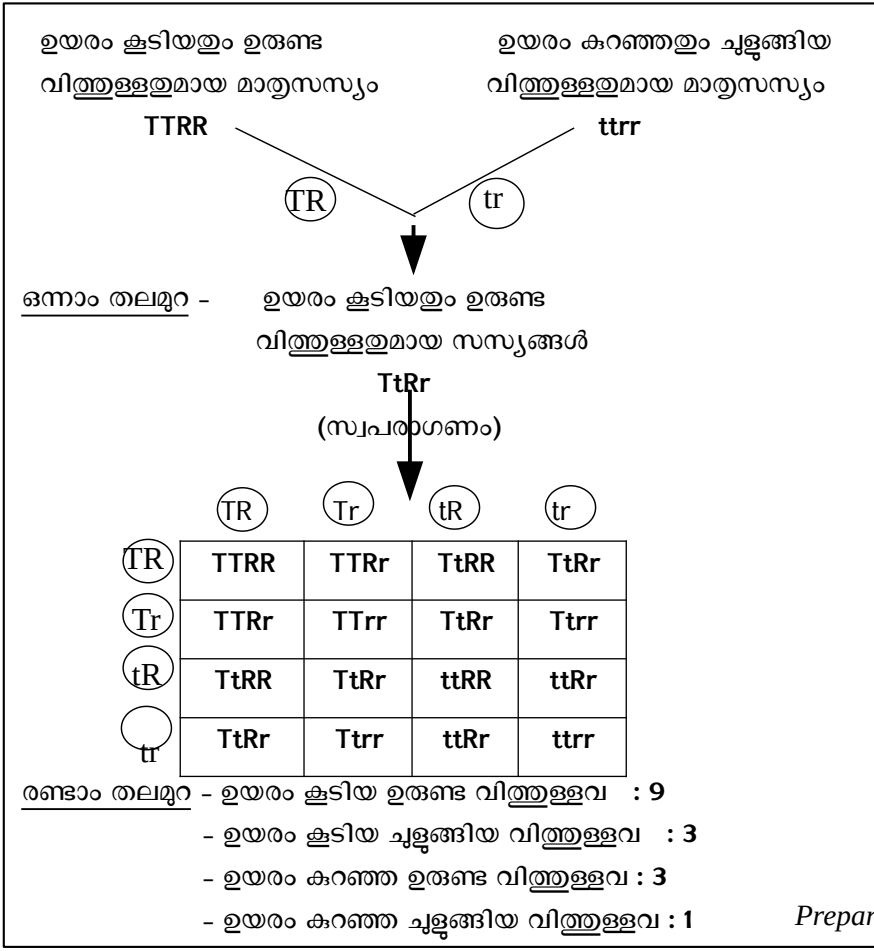 ഉയരം കൂടിയതും ഉരുണ്ട ഉയരം കുറഞ്ഞതും ചുളുങ്ങിയ
വിത്തുള്ളതുമായ മാതൃസസ്യം വിത്തുള്ളതുമായ മാതൃസസ്യം
TTRR ttrr
TR tr
ഒന്നാം തലമുറ – ഉയരം കൂടിയതും ഉരുണ്ട
വിത്തുള്ളതുമായ സസ്യങ്ങൾ
TtRr
(സ്വപരാഗണം)
TR Tr tR tr
TR TTRR TTRr TtRR TtRr
Tr TTRr TTrr TtRr Ttrr
tR TtRR TtRr ttRR ttRr
tr TtRr Ttrr ttRr ttrr
രണ്ടാം തലമുറ – ഉയരം കൂടിയ ഉരുണ്ട വിത്തുള്ളവ : 9
– ഉയരം കൂടിയ ചുളുങ്ങിയ വിത്തുള്ളവ : 3
– ഉയരം കുറഞ്ഞ ഉരുണ്ട വിത്തുള്ളവ : 3
– ഉയരം കുറഞ്ഞ ചുളുങ്ങിയ വിത്തുള്ളവ : 1 Prepar